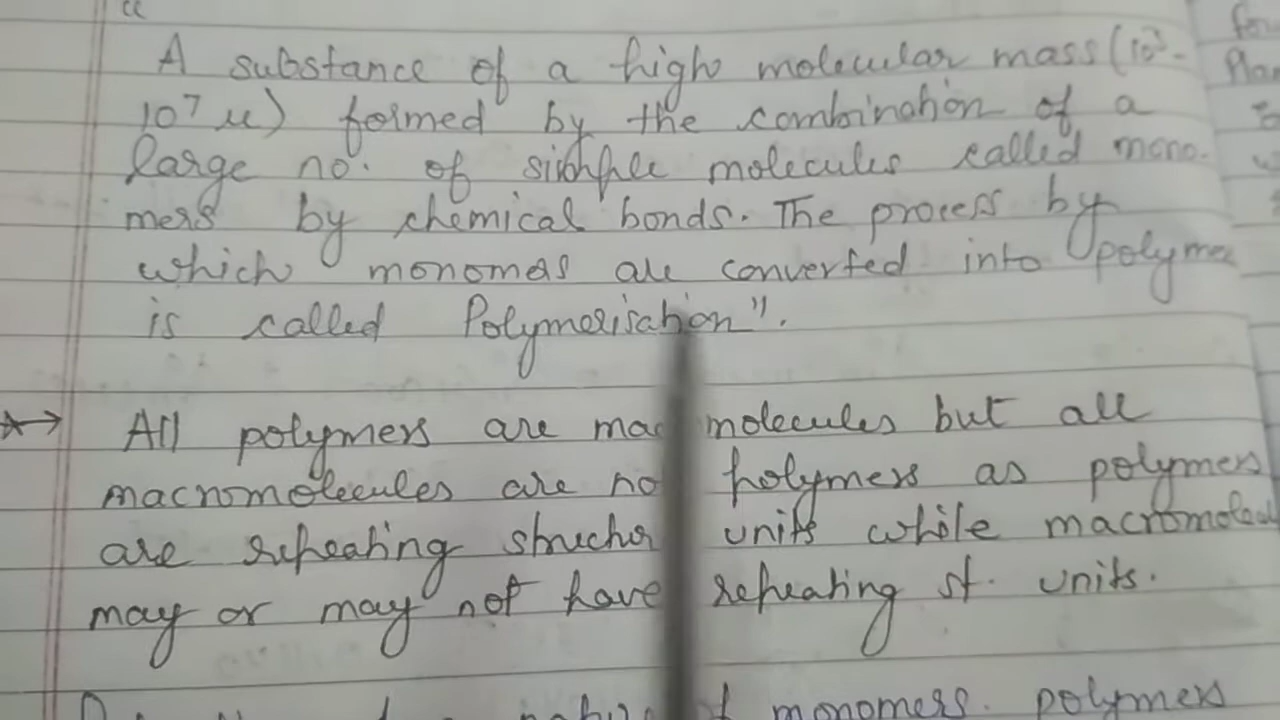 "
A substance of a high molecular mass (10³-
10⁷ u) formed by the combination of a
large no. of simple molecules called mono-
mers by chemical bonds. The process by
which monomers are converted into polymer
is called Polymerisation".
All polymers are mac molecules but all
macromolecules are no polymers as polymers
are repeating structur units while macromolecul
may or may not have repeating st. units.
monomers. polymers
for
Plan